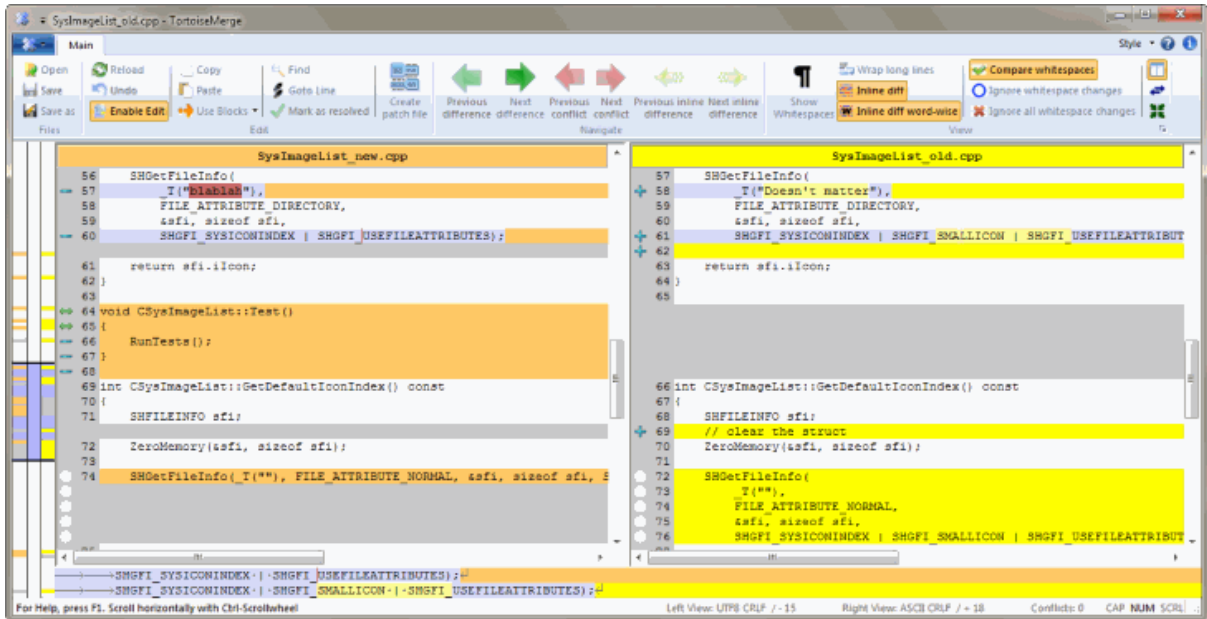 SysImageList_old.cpp - TortoiseMerge
Main
Style
Open
Save
Save as
Files
Reload
Undo
Enable Edit
Copy
Paste
Use Blocks
Find
Goto Line
Mark as resolved
Create patch file
Edit
Previous difference
Next difference
Previous conflict
Next conflict
Previous inline difference
Next inline difference
Navigate
Show Whitespaces
Wrap long lines
Inline diff
Inline diff word-wise
Compare whitespaces
Ignore whitespace changes
Ignore all whitespace changes
View
SysImageList_new.cpp
56 SHGetFileInfo(
57 _T("blablah"),
58 FILE_ATTRIBUTE_DIRECTORY,
59 &sfi, sizeof sfi,
60 SHGFI_SYSICONINDEX | SHGFI_USEFILEATTRIBUTES);
61 return sfi.iIcon;
62 }
63
64 void CSysImageList::Test()
65 {
66 RunTests();
67 }
68
69 int CSysImageList::GetDefaultIconIndex() const
70 {
71 SHFILEINFO sfi;
72 ZeroMemory(&sfi, sizeof sfi);
73
74 SHGetFileInfo(_T(""), FILE_ATTRIBUTE_NORMAL, &sfi, sizeof sfi, S
SysImageList_old.cpp
57 SHGetFileInfo(
58 _T("Doesn't matter"),
59 FILE_ATTRIBUTE_DIRECTORY,
60 &sfi, sizeof sfi,
61 SHGFI_SYSICONINDEX | SHGFI_SMALLICON | SHGFI_USEFILEATTRIBUT
62
63 return sfi.iIcon;
64 }
65
66 int CSysImageList::GetDefaultIconIndex() const
67 {
68 SHFILEINFO sfi;
69 // clear the struct
70 ZeroMemory(&sfi, sizeof sfi);
71
72 SHGetFileInfo(
73 _T(""),
74 FILE_ATTRIBUTE_NORMAL,
75 &sfi, sizeof sfi,
76 SHGFI_SYSICONINDEX | SHGFI_SMALLICON | SHGFI_USEFILEATTRIBUT
SHGFI_SYSICONINDEX·|·SHGFI_USEFILEATTRIBUTES);
SHGFI_SYSICONINDEX·|·SHGFI_SMALLICON·|·SHGFI_USEFILEATTRIBUTES);
For Help, press F1. Scroll horizontally with Ctrl-Scrollwheel
Left View: UTF8 CRLF / - 15
Right View: ASCII CRLF / + 18
Conflicts: 0
CAP NUM SCRL